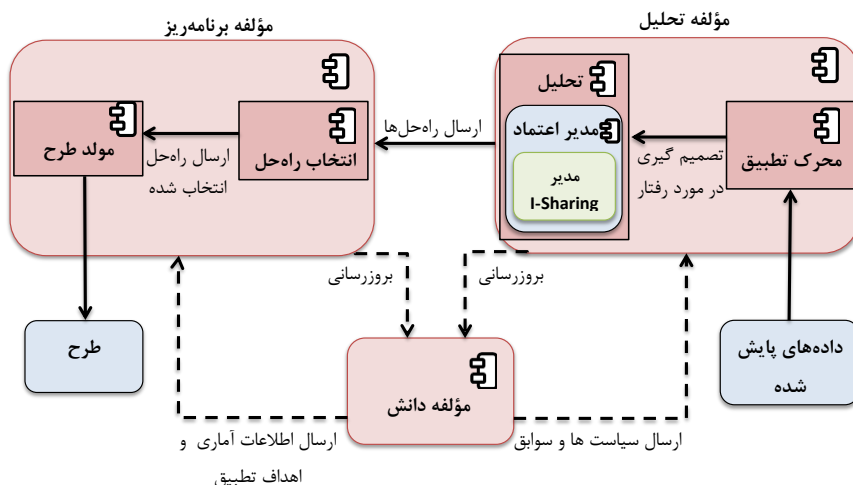 مؤلفه تحلیل
مؤلفه برنامه‌ریز
تحلیل
مدیر اعتماد
مدیر
I-Sharing
محرک تطبیق
تصمیم گیری
در مورد رفتار
ارسال راه‌حل‌ها
انتخاب راه‌حل
ارسال راه‌حل
انتخاب شده
مولد طرح
بروزرسانی
بروزرسانی
داده‌های پایش
شده
طرح
مؤلفه دانش
ارسال سیاست ها و سوابق
ارسال اطلاعات آماری و
اهداف تطبیق